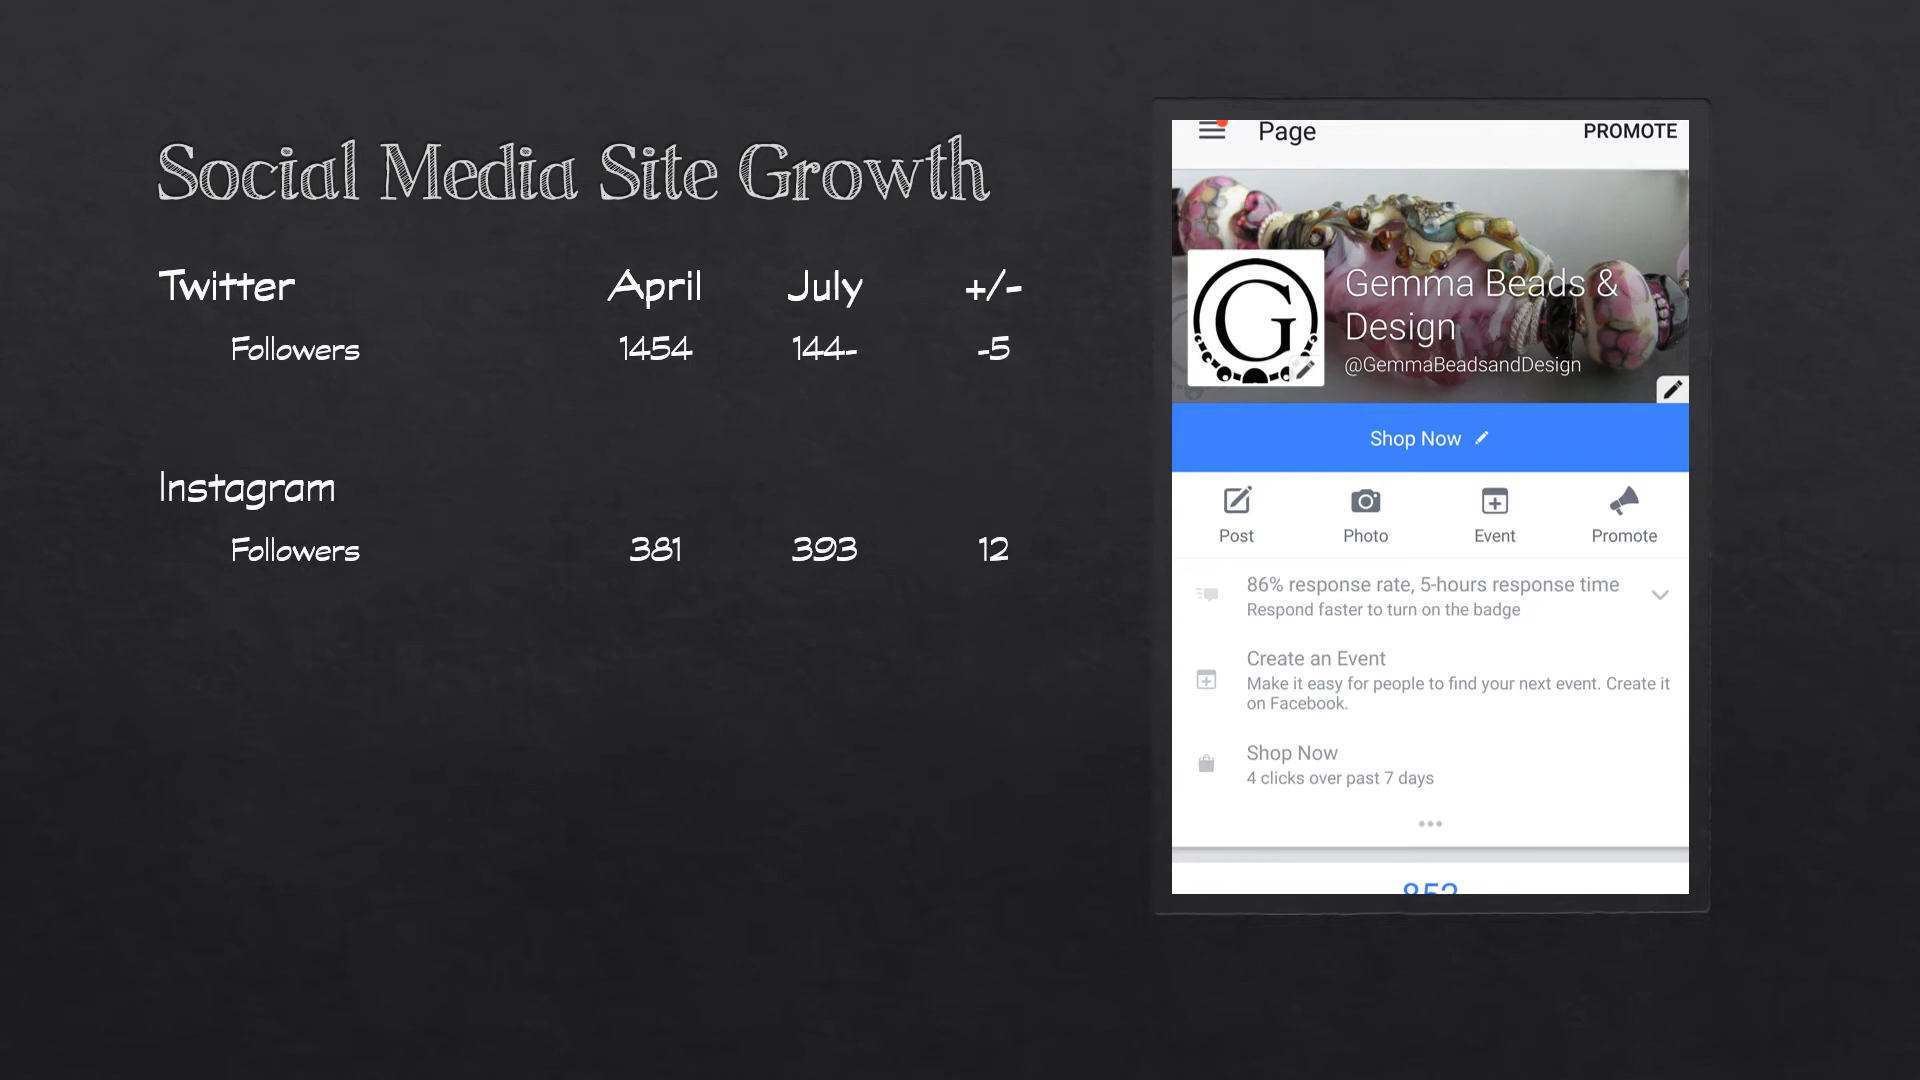 Social Media Site Growth
Twitter April July +/-
Followers 1454 144- -5
Instagram
Followers 381 393 12
Page PROMOTE
G
Gemma Beads &
Design
@GemmaBeadsandDesign
Shop Now
Post Photo Event Promote
86% response rate, 5-hours response time
Respond faster to turn on the badge
Create an Event
Make it easy for people to find your next event. Create it
on Facebook.
Shop Now
4 clicks over past 7 days